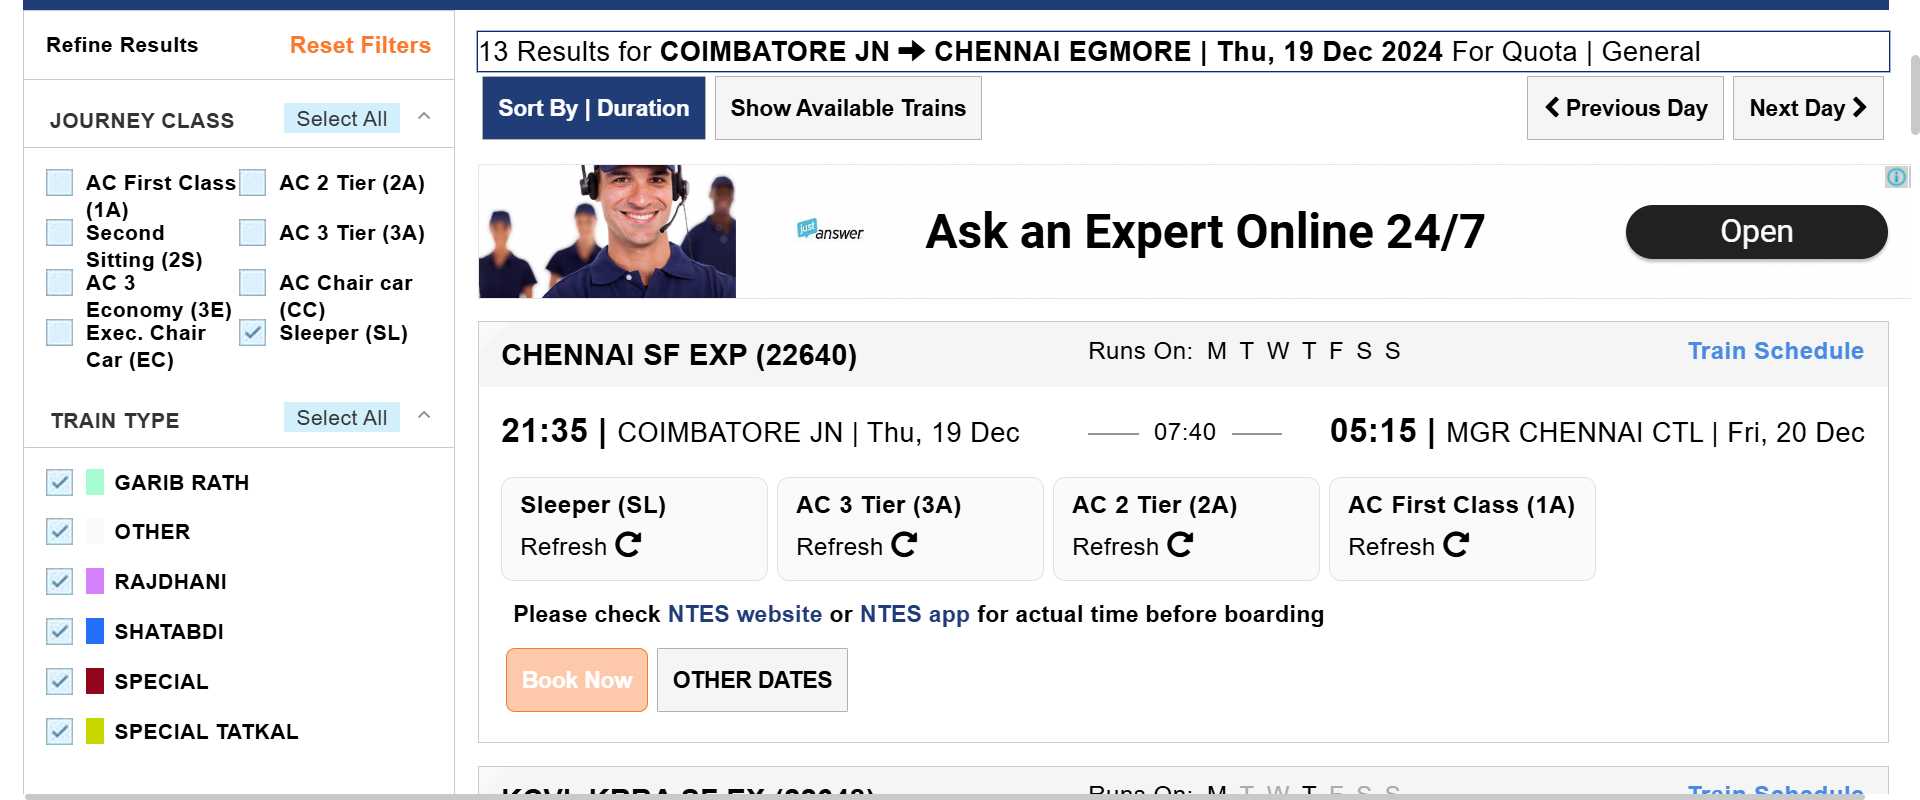 Refine Results
Reset Filters
JOURNEY CLASS
Select All
AC First Class (1A)
AC 2 Tier (2A)
Second Sitting (2S)
AC 3 Tier (3A)
AC 3 Economy (3E)
AC Chair car (CC)
Exec. Chair Car (EC)
Sleeper (SL)
TRAIN TYPE
Select All
GARIB RATH
OTHER
RAJDHANI
SHATABDI
SPECIAL
SPECIAL TATKAL
13 Results for COIMBATORE JN → CHENNAI EGMORE | Thu, 19 Dec 2024 For Quota | General
Sort By | Duration
Show Available Trains
Previous Day
Next Day
just answer
Ask an Expert Online 24/7
Open
CHENNAI SF EXP (22640)
Runs On: M T W T F S S
Train Schedule
21:35 | COIMBATORE JN | Thu, 19 Dec
07:40
05:15 | MGR CHENNAI CTL | Fri, 20 Dec
Sleeper (SL)
Refresh
AC 3 Tier (3A)
Refresh
AC 2 Tier (2A)
Refresh
AC First Class (1A)
Refresh
Please check NTES website or NTES app for actual time before boarding
Book Now
OTHER DATES
Runs On: M T W T F S S
Train Schedule